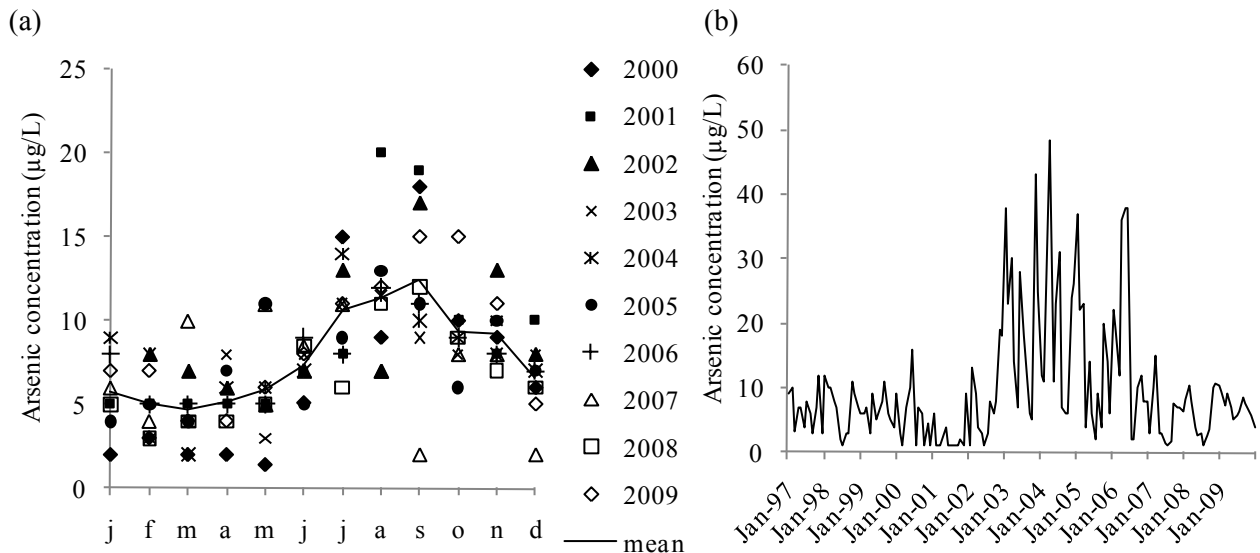 (a)
Arsenic concentration (µg/L)
25
20
15
10
5
0
j f m a m j j a s o n d
2000
2001
2002
2003
2004
2005
2006
2007
2008
2009
mean
(b)
Arsenic concentration (µg/L)
60
50
40
30
20
10
0
Jan-97
Jan-98
Jan-99
Jan-00
Jan-01
Jan-02
Jan-03
Jan-04
Jan-05
Jan-06
Jan-07
Jan-08
Jan-09